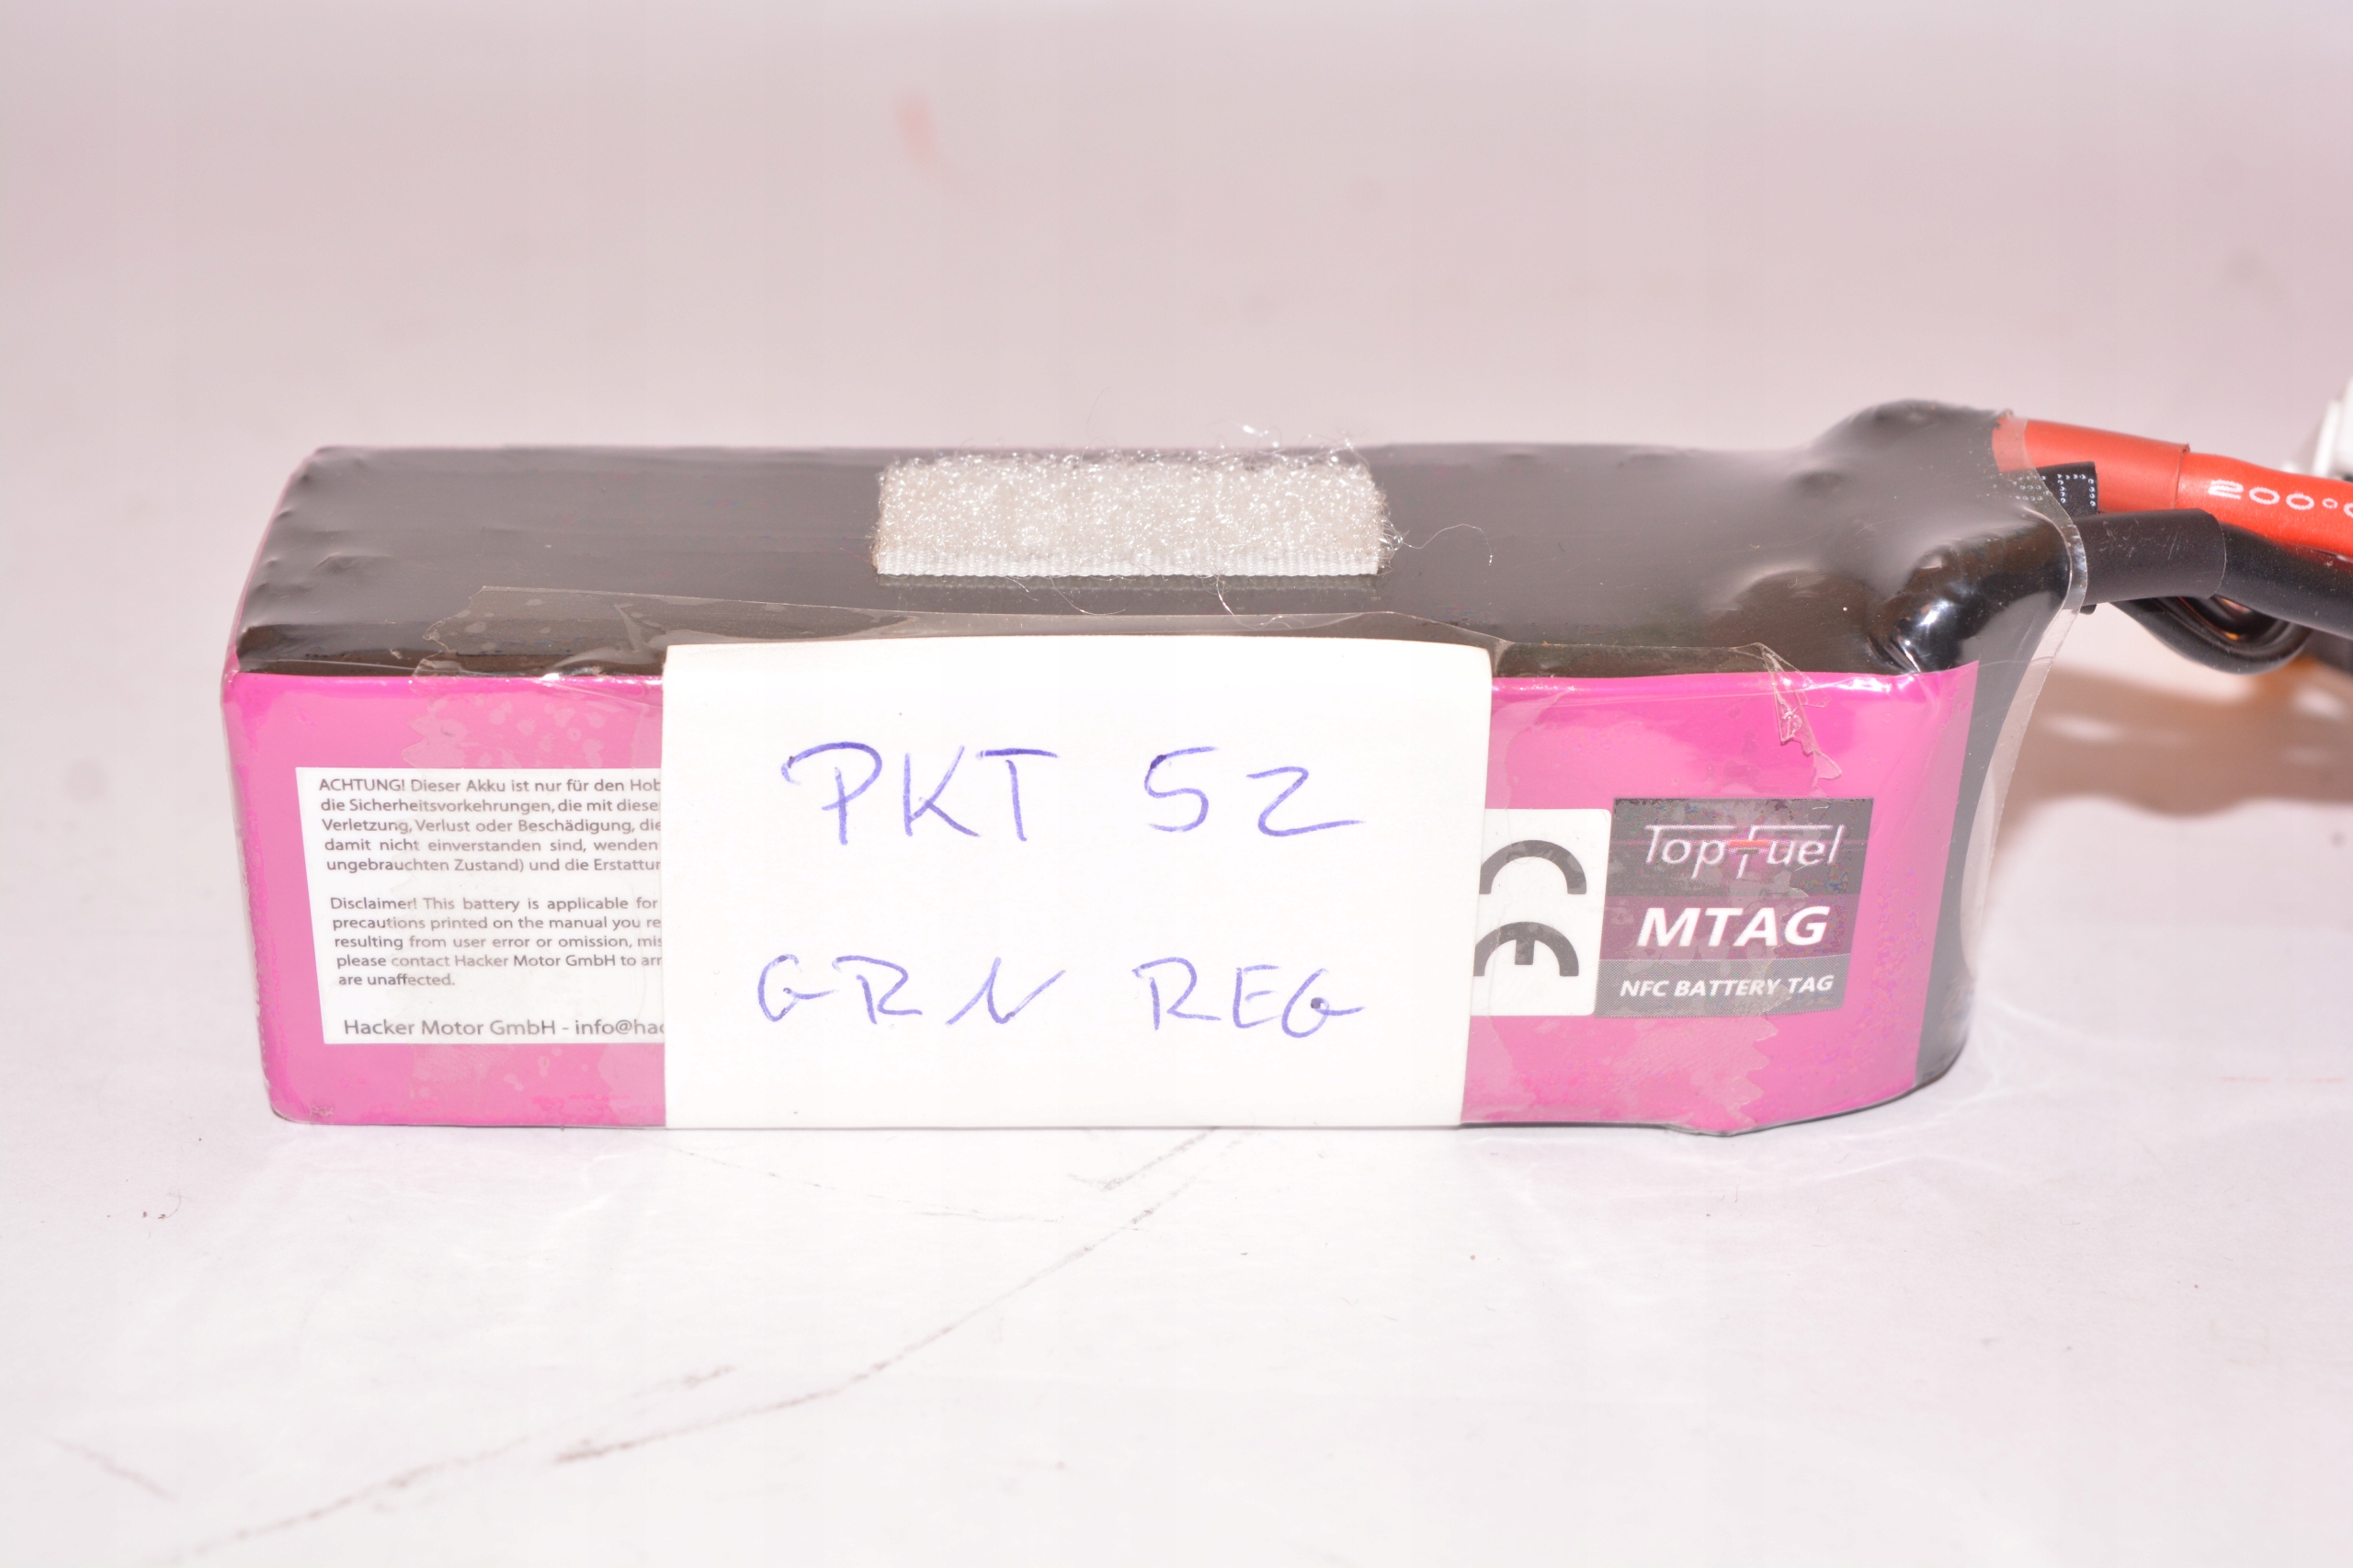 ACHTUNG! Dieser Akku ist nur für den Hob
die Sicherheitsvorkehrungen, die mit diese
Verletzung, Verlust oder Beschädigung, die
damit nicht einverstanden sind, wenden
ungebrauchten Zustand) und die Erstattur
Disclaimer! This battery is applicable for
precautions printed on the manual you re
resulting from user error or omission, mis
please contact Hacker Motor GmbH to arr
are unaffected.
Hacker Motor GmbH - info@hac
PKT 52
GRN REG
CE
TopFuel
MTAG
NFC BATTERY TAG
200°C